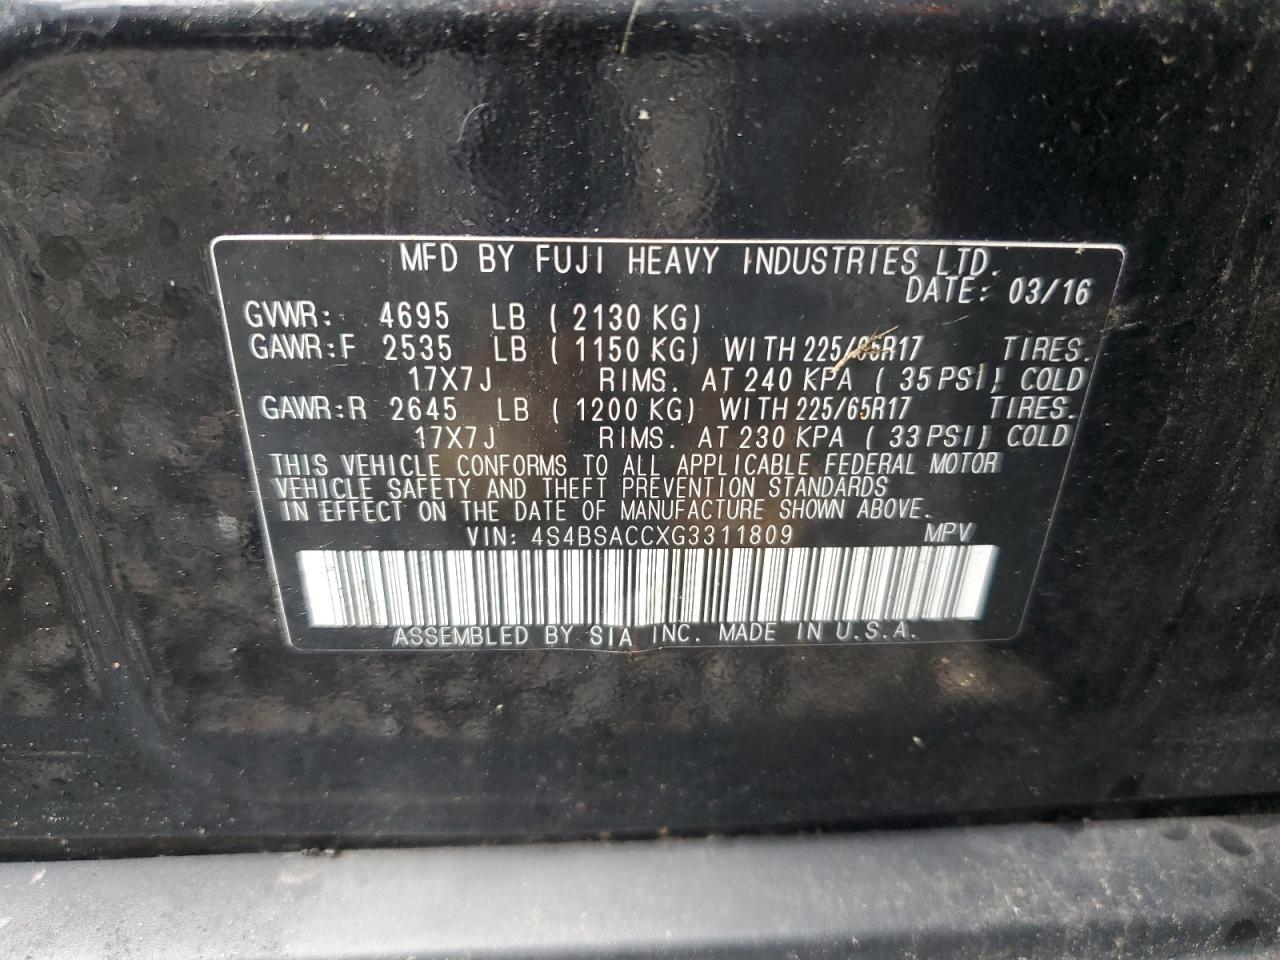 MFD BY FUJI HEAVY INDUSTRIES LTD.
DATE: 03/16
GVWR: 4695 LB ( 2130 KG)
GAWR:F 2535 LB ( 1150 KG) WITH 225/65R17 TIRES.
17X7J RIMS. AT 240 KPA ( 35 PSI) COLD
GAWR:R 2645 LB ( 1200 KG) WITH 225/65R17 TIRES.
17X7J RIMS. AT 230 KPA ( 33 PSI) COLD
THIS VEHICLE CONFORMS TO ALL APPLICABLE FEDERAL MOTOR
VEHICLE SAFETY AND THEFT PREVENTION STANDARDS
IN EFFECT ON THE DATE OF MANUFACTURE SHOWN ABOVE.
VIN: 4S4BSACCXG3311809 MPV
ASSEMBLED BY SIA INC. MADE IN U.S.A.